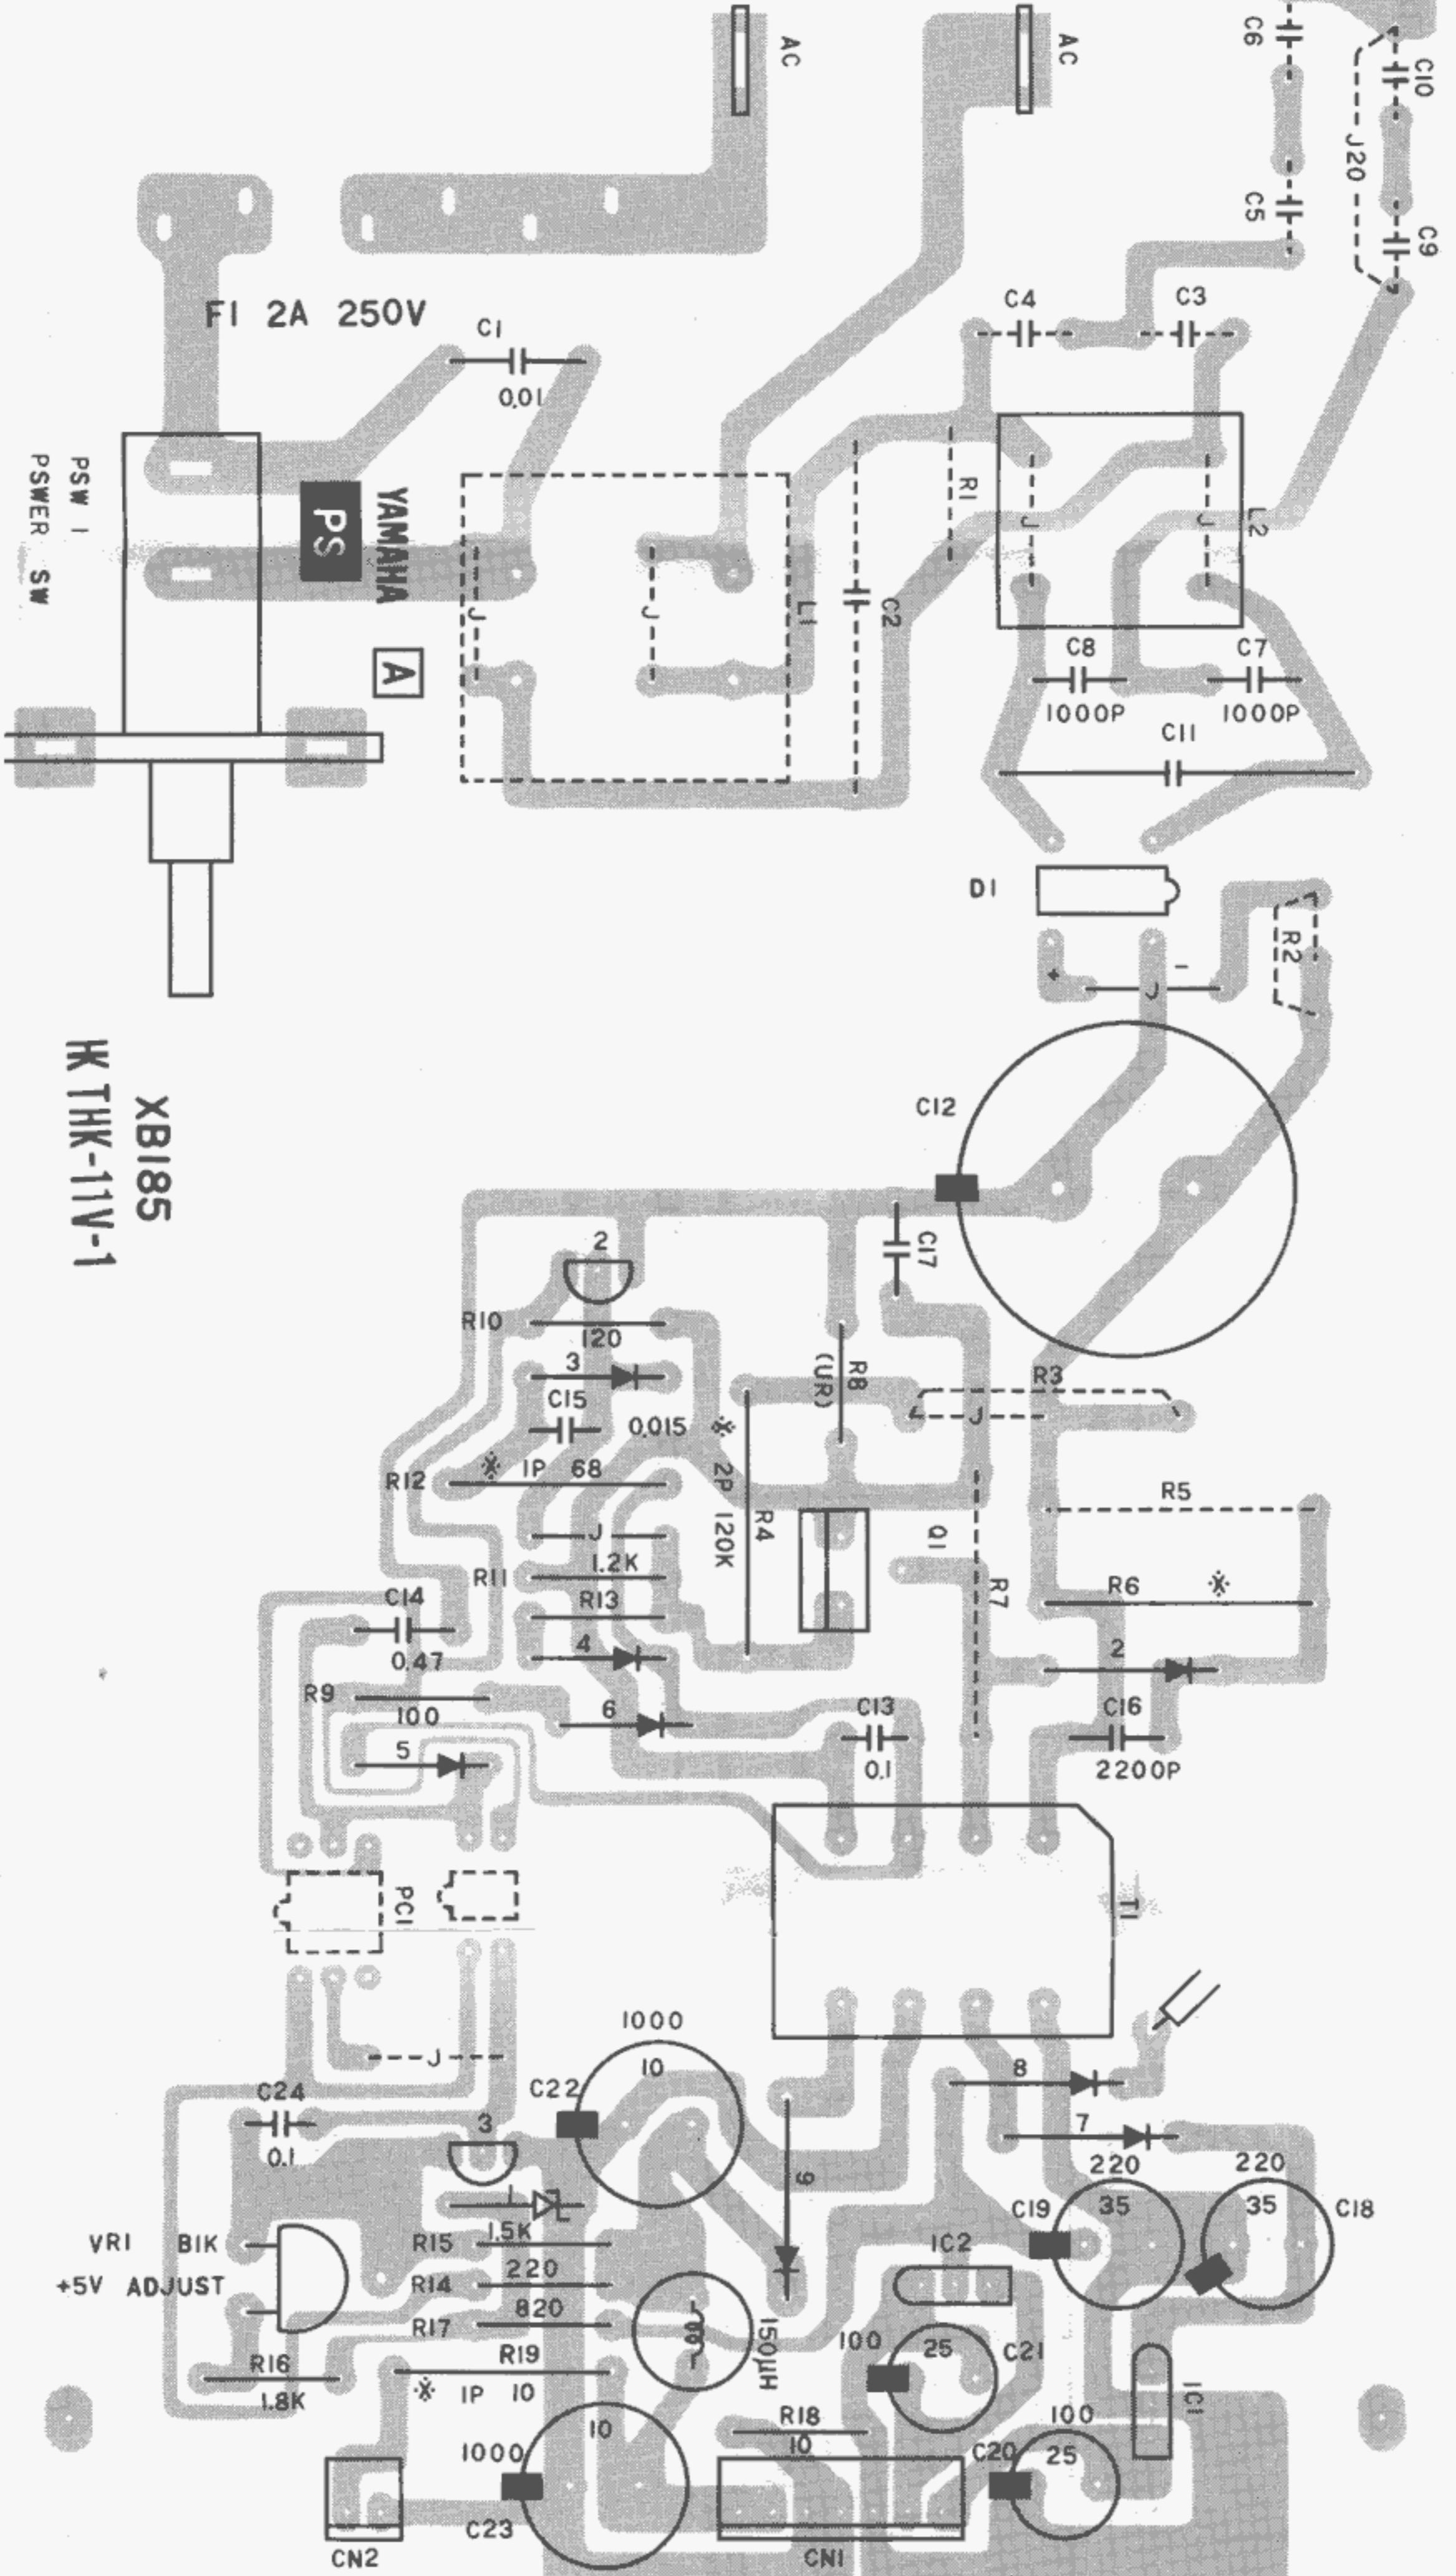 AC
AC
C6
C10
J20
C5
C9
F1 2A 250V
C1
0.01
C4
C3
PSW 1
PSWER SW
PS
YAMAHA
R1
J
J
L2
J
J
L1
C2
A
C8
C7
1000P
1000P
C11
D1
R2
+
J
−
XB185
C12
2
C17
R10
120
3
R8
(UR)
R3
C15
0.015
※
J
R12
※ 1P 68
2P 120K
R4
R5
J
Q1
R11
1.2K
R7
R6
※
C14
R13
0.47
4
2
R9
100
6
C13
C16
5
0.1
2200P
PC1
T1
1000
10
J
8
C24
C22
3
7
0.1
9
220
220
C19
35
35
C18
1
1.5K
VR1 B1K
R15
IC2
+5V ADJUST
220
R14
820
R17
150μH
100
25
C21
R16
R19
1.8K
※ 1P 10
IC1
R18
10
100
10
1000
C20
25
C23
CN2
CN1